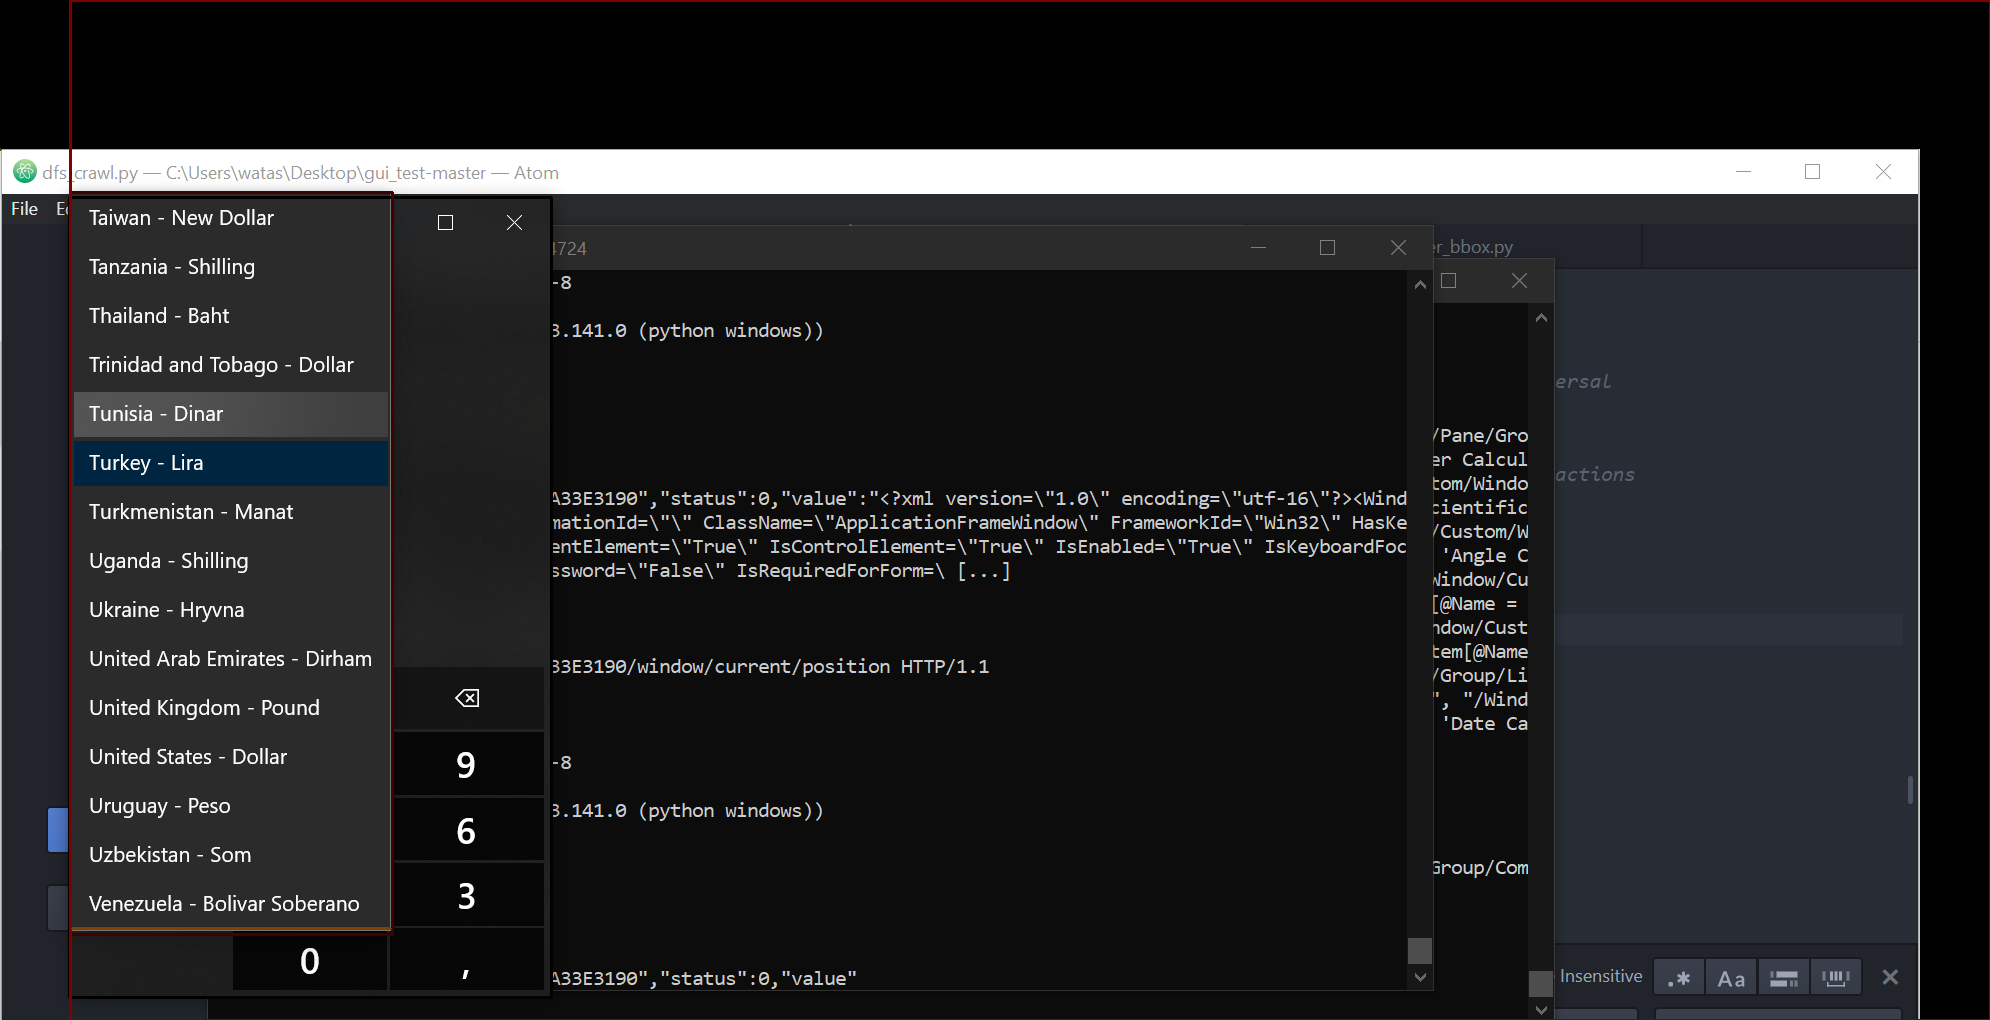 dfs_crawl.py — C:\Users\watas\Desktop\gui_test-master — Atom
File
Taiwan - New Dollar
Tanzania - Shilling
Thailand - Baht
Trinidad and Tobago - Dollar
Tunisia - Dinar
Turkey - Lira
Turkmenistan - Manat
Uganda - Shilling
Ukraine - Hryvna
United Arab Emirates - Dirham
United Kingdom - Pound
United States - Dollar
Uruguay - Peso
Uzbekistan - Som
Venezuela - Bolivar Soberano
9
6
3
0
,
4724
-8
3.141.0 (python windows))
A33E3190","status":0,"value":"<?xml version=\"1.0\" encoding=\"utf-16\"?><Wind
mationId=\"\" ClassName=\"ApplicationFrameWindow\" FrameworkId=\"Win32\" HasKe
entElement=\"True\" IsControlElement=\"True\" IsEnabled=\"True\" IsKeyboardFoc
ssword=\"False\" IsRequiredForForm=\ [...]
33E3190/window/current/position HTTP/1.1
-8
3.141.0 (python windows))
A33E3190","status":0,"value"
er_bbox.py
/Pane/Gro
er Calcul
tom/Windo
cientific
/Custom/W
'Angle C
Window/Cu
[@Name =
ndow/Cust
tem[@Name
/Group/Li
", "/Wind
'Date Ca
Group/Com
ersal
actions
Insensitive
.*
Aa